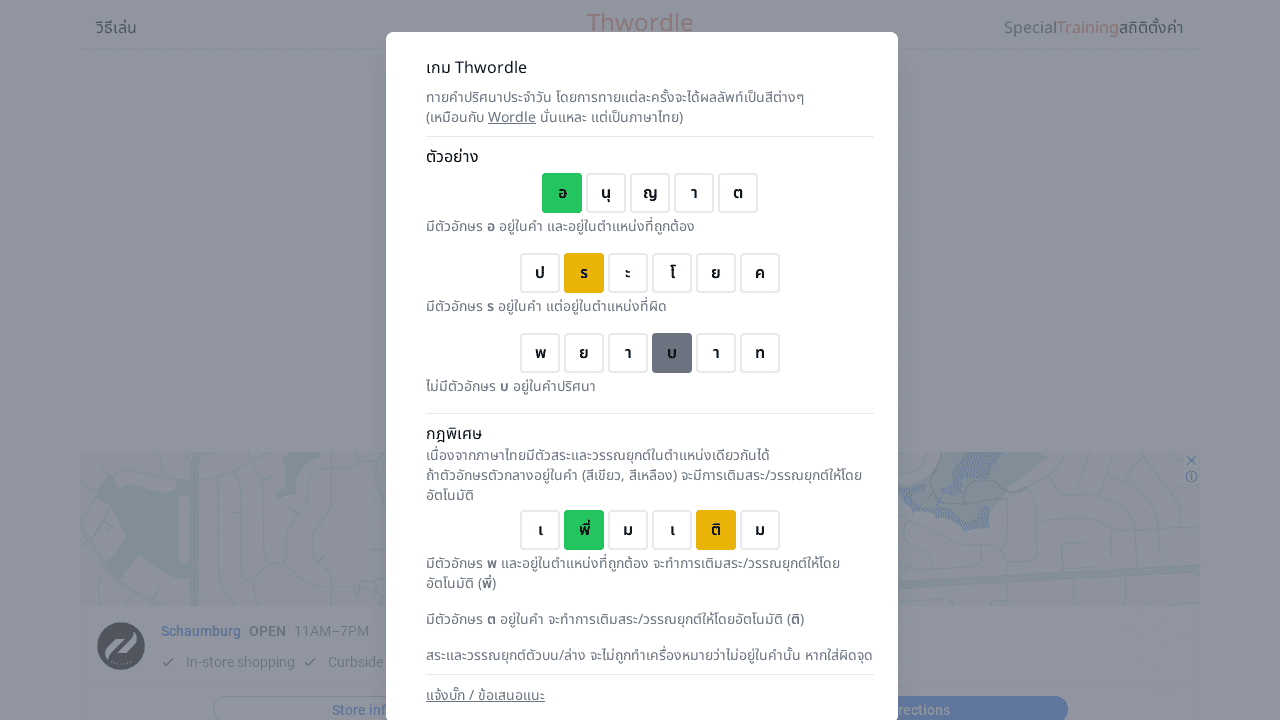 วิธีเล่น
Thwordle
Special Training สถิติ ตั้งค่า
เกม Thwordle
ทายคำปริศนาประจำวัน โดยการทายแต่ละครั้งจะได้ผลลัพท์เป็นสีต่างๆ
(เหมือนกับ Wordle นั่นแหละ แต่เป็นภาษาไทย)
ตัวอย่าง
อ นุ ญ า ต
มีตัวอักษร อ อยู่ในคำ และอยู่ในตำแหน่งที่ถูกต้อง
ป ร ะ โ ย ค
มีตัวอักษร ร อยู่ในคำ แต่อยู่ในตำแหน่งที่ผิด
พ ย า บ า ท
ไม่มีตัวอักษร บ อยู่ในคำปริศนา
กฎพิเศษ
เนื่องจากภาษาไทยมีตัวสระและวรรณยุกต์ในตำแหน่งเดียวกันได้
ถ้าตัวอักษรตัวกลางอยู่ในคำ (สีเขียว, สีเหลือง) จะมีการเติมสระ/วรรณยุกต์ให้โดย
อัตโนมัติ
เ พี่ ม เ ติ ม
มีตัวอักษร พ และอยู่ในตำแหน่งที่ถูกต้อง จะทำการเติมสระ/วรรณยุกต์ให้โดย
อัตโนมัติ (พี่)
มีตัวอักษร ต อยู่ในคำ จะทำการเติมสระ/วรรณยุกต์ให้โดยอัตโนมัติ (ติ)
สระและวรรณยุกต์ตัวบน/ล่าง จะไม่ถูกทำเครื่องหมายว่าไม่อยู่ในคำนั้น หากใส่ผิดจุด
แจ้งบั๊ก / ข้อเสนอแนะ
Schaumburg OPEN 11AM–7PM
In-store shopping Curbside
Store inf
rections